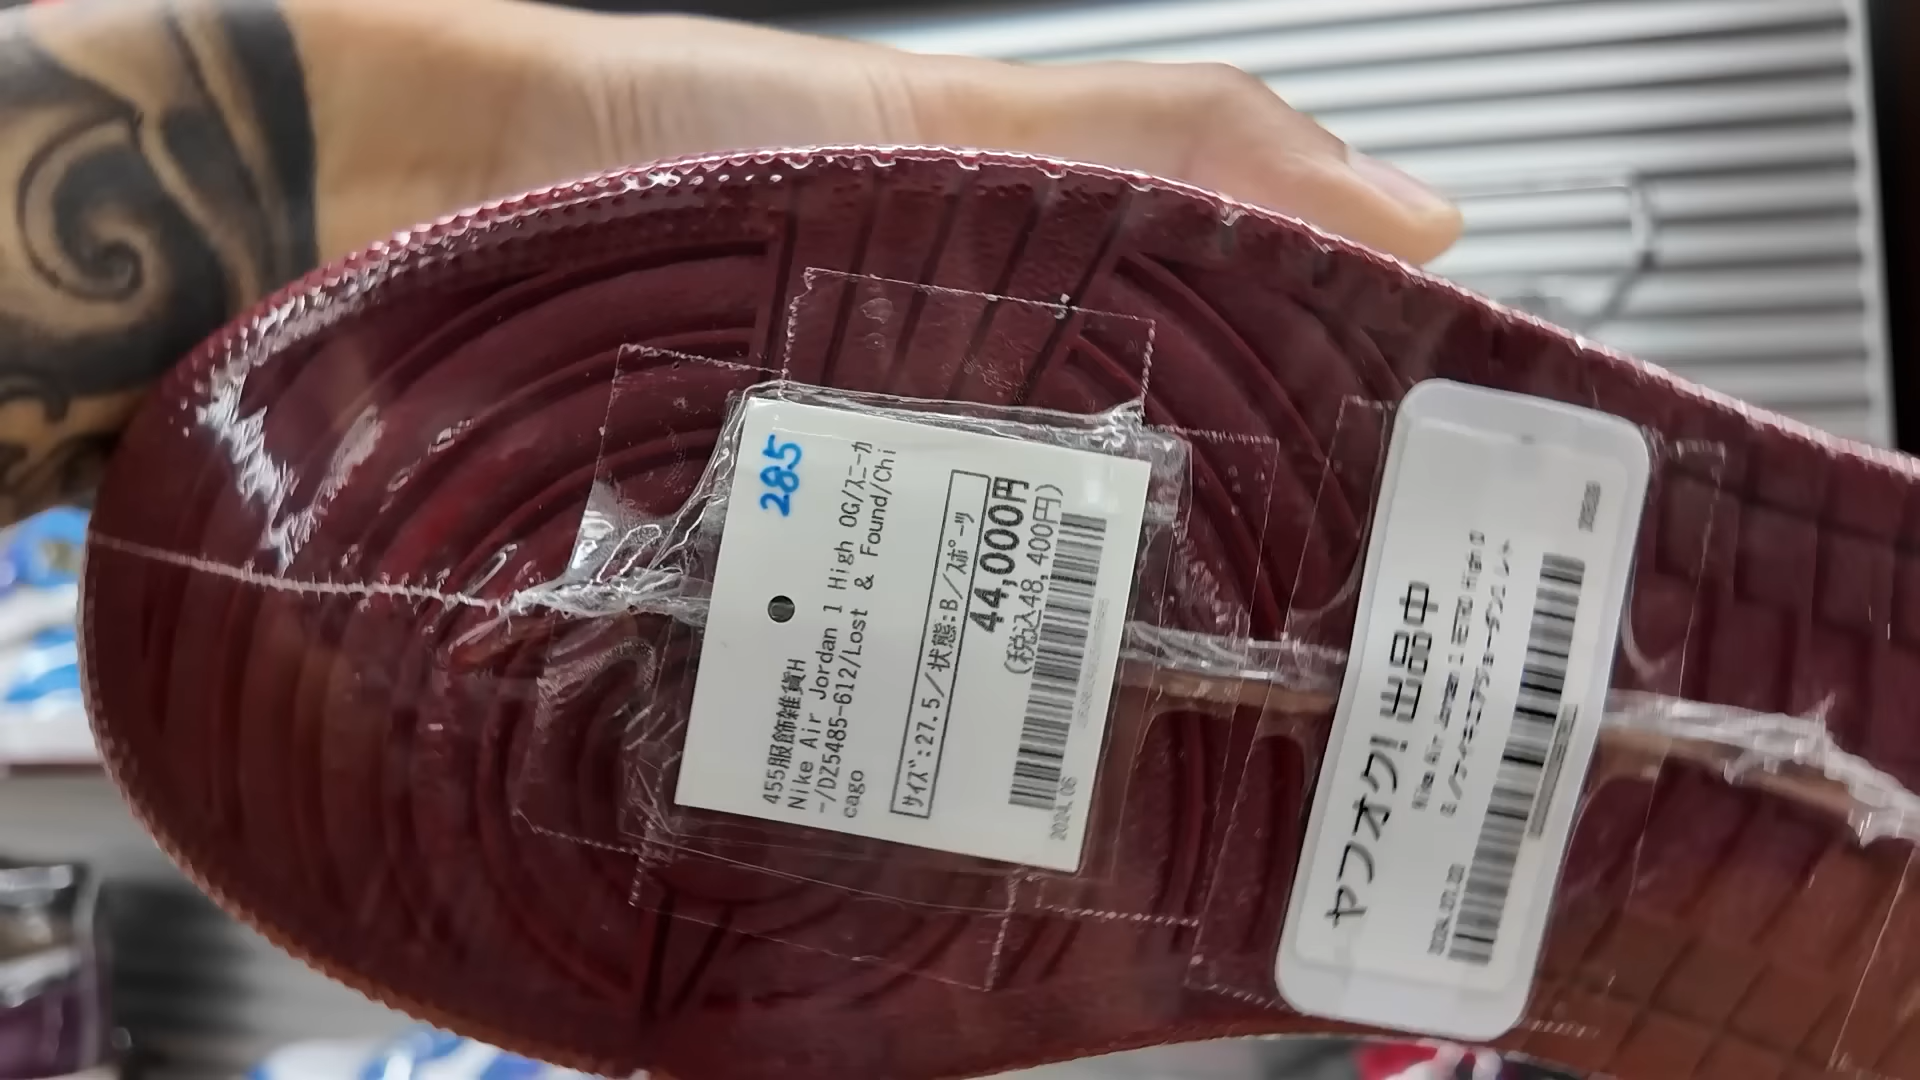 285
455服飾雑貨H
Nike Air Jordan 1 High OG/スニーカ
-/DZ5485-612/Lost & Found/Chi
cago
サイズ:27.5/状態:B/スポーツ
44,000円
(税込48,400円)
2024.06
ヤフオク! 出品中